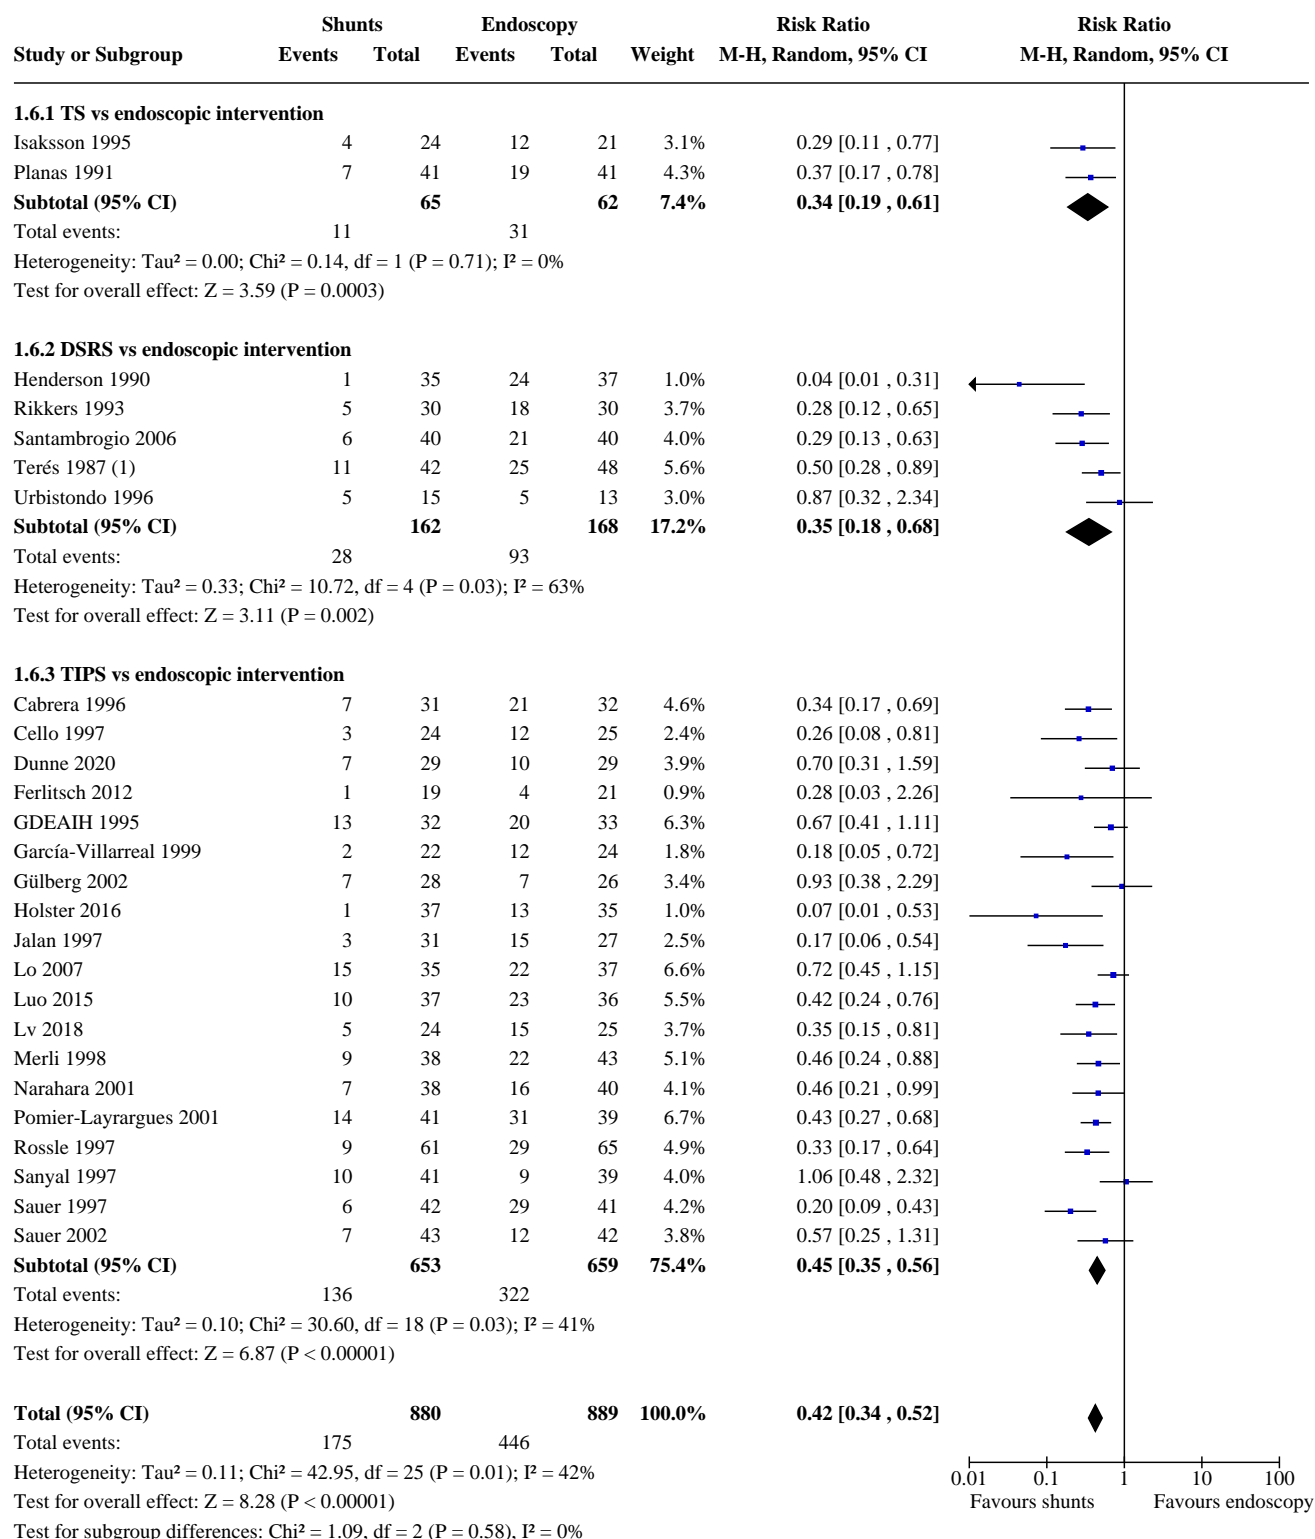 Shunts Endoscopy Risk Ratio Risk Ratio
Study or Subgroup Events Total Events Total Weight M-H, Random, 95% CI M-H, Random, 95% CI
1.6.1 TS vs endoscopic intervention
Isaksson 1995 4 24 12 21 3.1% 0.29 [0.11 , 0.77]
Planas 1991 7 41 19 41 4.3% 0.37 [0.17 , 0.78]
Subtotal (95% CI) 65 62 7.4% 0.34 [0.19 , 0.61]
Total events: 11 31
Heterogeneity: Tau² = 0.00; Chi² = 0.14, df = 1 (P = 0.71); I² = 0%
Test for overall effect: Z = 3.59 (P = 0.0003)
1.6.2 DSRS vs endoscopic intervention
Henderson 1990 1 35 24 37 1.0% 0.04 [0.01 , 0.31]
Rikkers 1993 5 30 18 30 3.7% 0.28 [0.12 , 0.65]
Santambrogio 2006 6 40 21 40 4.0% 0.29 [0.13 , 0.63]
Terés 1987 (1) 11 42 25 48 5.6% 0.50 [0.28 , 0.89]
Urbistondo 1996 5 15 5 13 3.0% 0.87 [0.32 , 2.34]
Subtotal (95% CI) 162 168 17.2% 0.35 [0.18 , 0.68]
Total events: 28 93
Heterogeneity: Tau² = 0.33; Chi² = 10.72, df = 4 (P = 0.03); I² = 63%
Test for overall effect: Z = 3.11 (P = 0.002)
1.6.3 TIPS vs endoscopic intervention
Cabrera 1996 7 31 21 32 4.6% 0.34 [0.17 , 0.69]
Cello 1997 3 24 12 25 2.4% 0.26 [0.08 , 0.81]
Dunne 2020 7 29 10 29 3.9% 0.70 [0.31 , 1.59]
Ferlitsch 2012 1 19 4 21 0.9% 0.28 [0.03 , 2.26]
GDEAIH 1995 13 32 20 33 6.3% 0.67 [0.41 , 1.11]
García-Villarreal 1999 2 22 12 24 1.8% 0.18 [0.05 , 0.72]
Gülberg 2002 7 28 7 26 3.4% 0.93 [0.38 , 2.29]
Holster 2016 1 37 13 35 1.0% 0.07 [0.01 , 0.53]
Jalan 1997 3 31 15 27 2.5% 0.17 [0.06 , 0.54]
Lo 2007 15 35 22 37 6.6% 0.72 [0.45 , 1.15]
Luo 2015 10 37 23 36 5.5% 0.42 [0.24 , 0.76]
Lv 2018 5 24 15 25 3.7% 0.35 [0.15 , 0.81]
Merli 1998 9 38 22 43 5.1% 0.46 [0.24 , 0.88]
Narahara 2001 7 38 16 40 4.1% 0.46 [0.21 , 0.99]
Pomier-Layrargues 2001 14 41 31 39 6.7% 0.43 [0.27 , 0.68]
Rossle 1997 9 61 29 65 4.9% 0.33 [0.17 , 0.64]
Sanyal 1997 10 41 9 39 4.0% 1.06 [0.48 , 2.32]
Sauer 1997 6 42 29 41 4.2% 0.20 [0.09 , 0.43]
Sauer 2002 7 43 12 42 3.8% 0.57 [0.25 , 1.31]
Subtotal (95% CI) 653 659 75.4% 0.45 [0.35 , 0.56]
Total events: 136 322
Heterogeneity: Tau² = 0.10; Chi² = 30.60, df = 18 (P = 0.03); I² = 41%
Test for overall effect: Z = 6.87 (P < 0.00001)
Total (95% CI) 880 889 100.0% 0.42 [0.34 , 0.52]
Total events: 175 446
Heterogeneity: Tau² = 0.11; Chi² = 42.95, df = 25 (P = 0.01); I² = 42%
0.01 0.1 1 10 100
Test for overall effect: Z = 8.28 (P < 0.00001)
Favours shunts Favours endoscopy
Test for subgroup differences: Chi² = 1.09, df = 2 (P = 0.58), I² = 0%